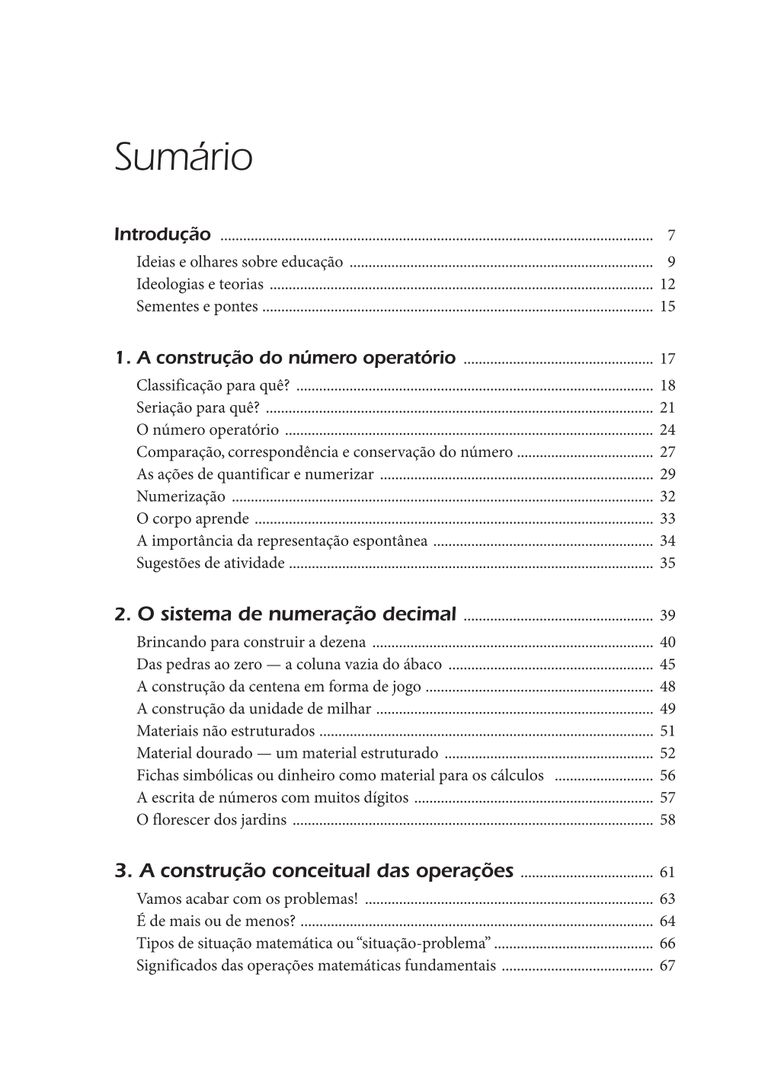 Sumário
Introdução ........ 7
Ideias e olhares sobre educação ........ 9
Ideologias e teorias ........ 12
Sementes e pontes ........ 15
1. A construção do número operatório ........ 17
Classificação para quê? ........ 18
Seriação para quê? ........ 21
O número operatório ........ 24
Comparação, correspondência e conservação do número ........ 27
As ações de quantificar e numerizar ........ 29
Numerização ........ 32
O corpo aprende ........ 33
A importância da representação espontânea ........ 34
Sugestões de atividade ........ 35
2. O sistema de numeração decimal ........ 39
Brincando para construir a dezena ........ 40
Das pedras ao zero — a coluna vazia do ábaco ........ 45
A construção da centena em forma de jogo ........ 48
A construção da unidade de milhar ........ 49
Materiais não estruturados ........ 51
Material dourado — um material estruturado ........ 52
Fichas simbólicas ou dinheiro como material para os cálculos ........ 56
A escrita de números com muitos dígitos ........ 57
O florescer dos jardins ........ 58
3. A construção conceitual das operações ........ 61
Vamos acabar com os problemas! ........ 63
É de mais ou de menos? ........ 64
Tipos de situação matemática ou “situação-problema” ........ 66
Significados das operações matemáticas fundamentais ........ 67